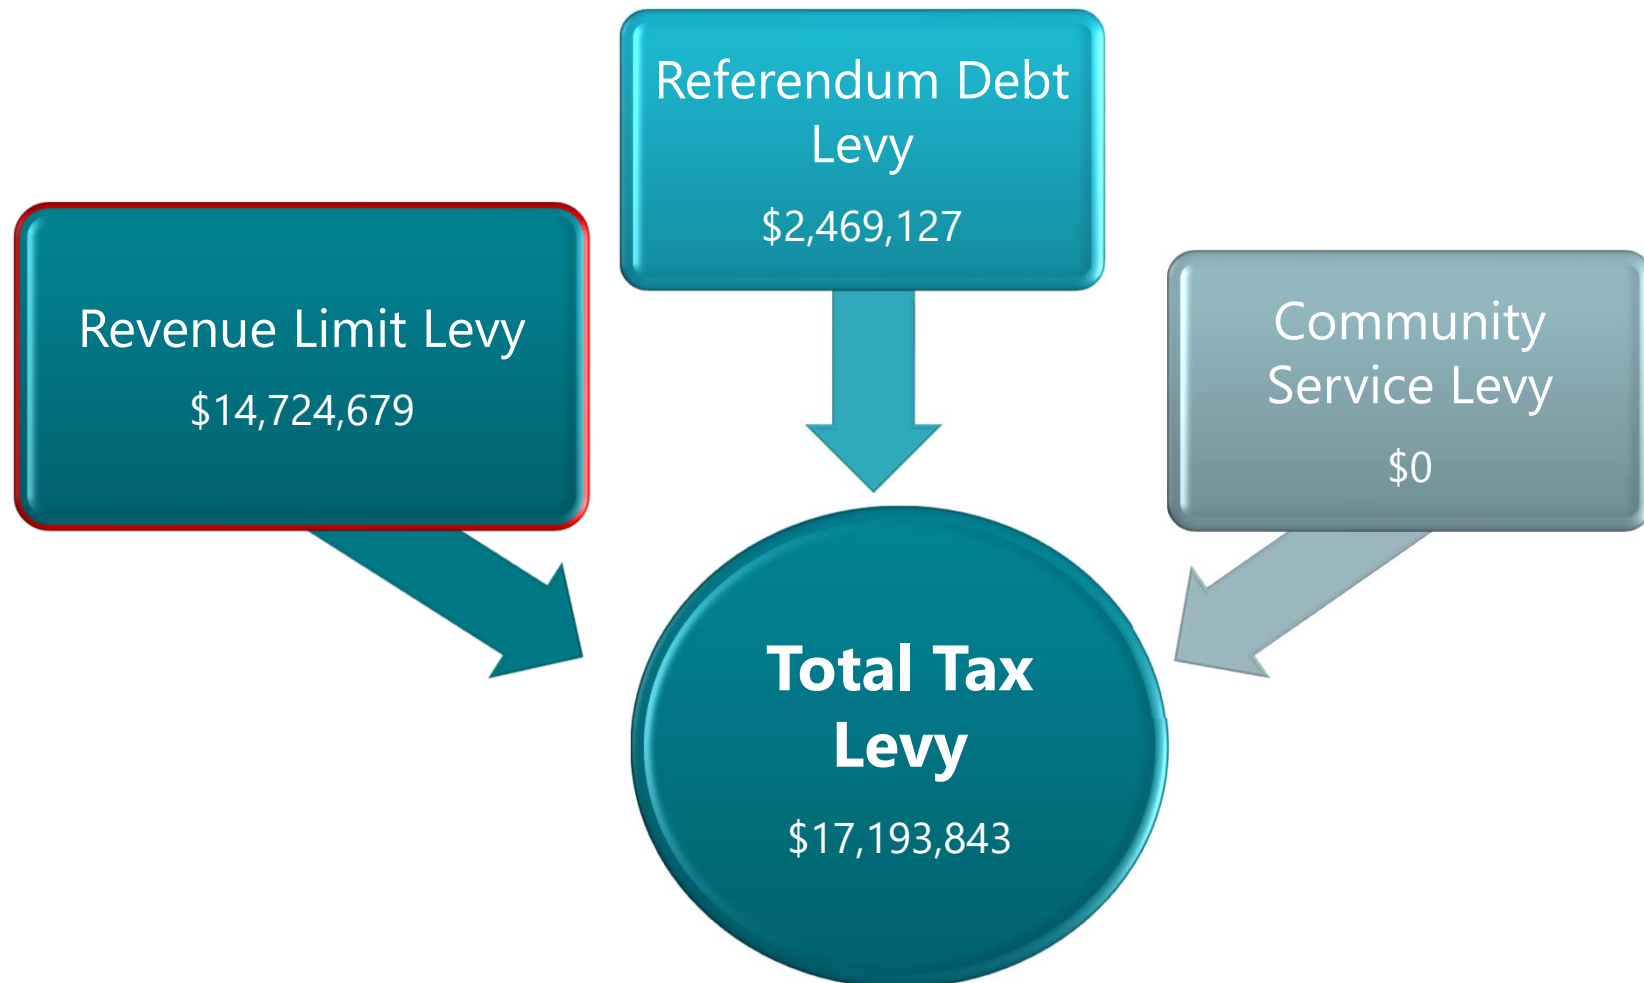 Referendum Debt
Levy
$2,469,127
Revenue Limit Levy
$14,724,679
Community
Service Levy
$0
Total Tax
Levy
$17,193,843